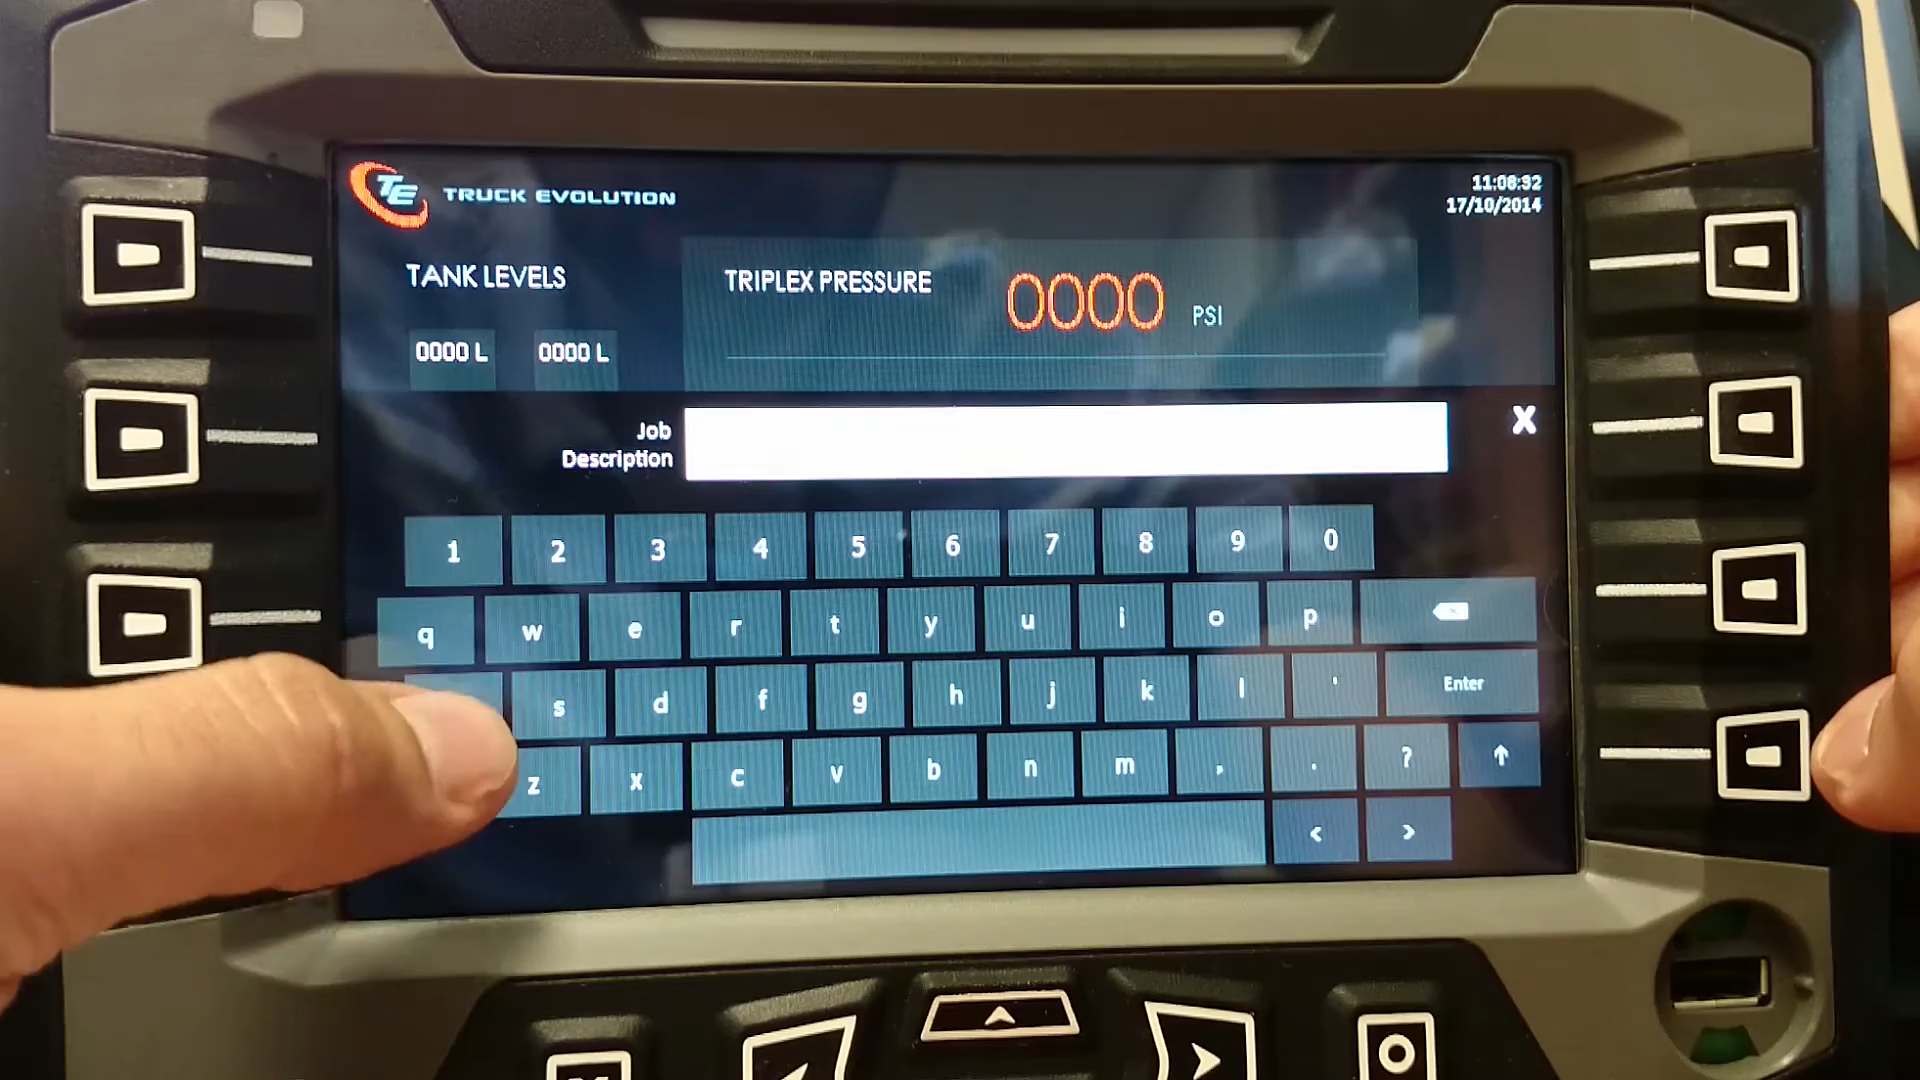 TE TRUCK EVOLUTION
11:08:32
17/10/2014
TANK LEVELS
0000 L 0000 L
TRIPLEX PRESSURE 0000 PSI
Job
Description
X
1 2 3 4 5 6 7 8 9 0
q w e r t y u i o p
s d f g h j k l ' Enter
z x c v b n m , . ?
< >